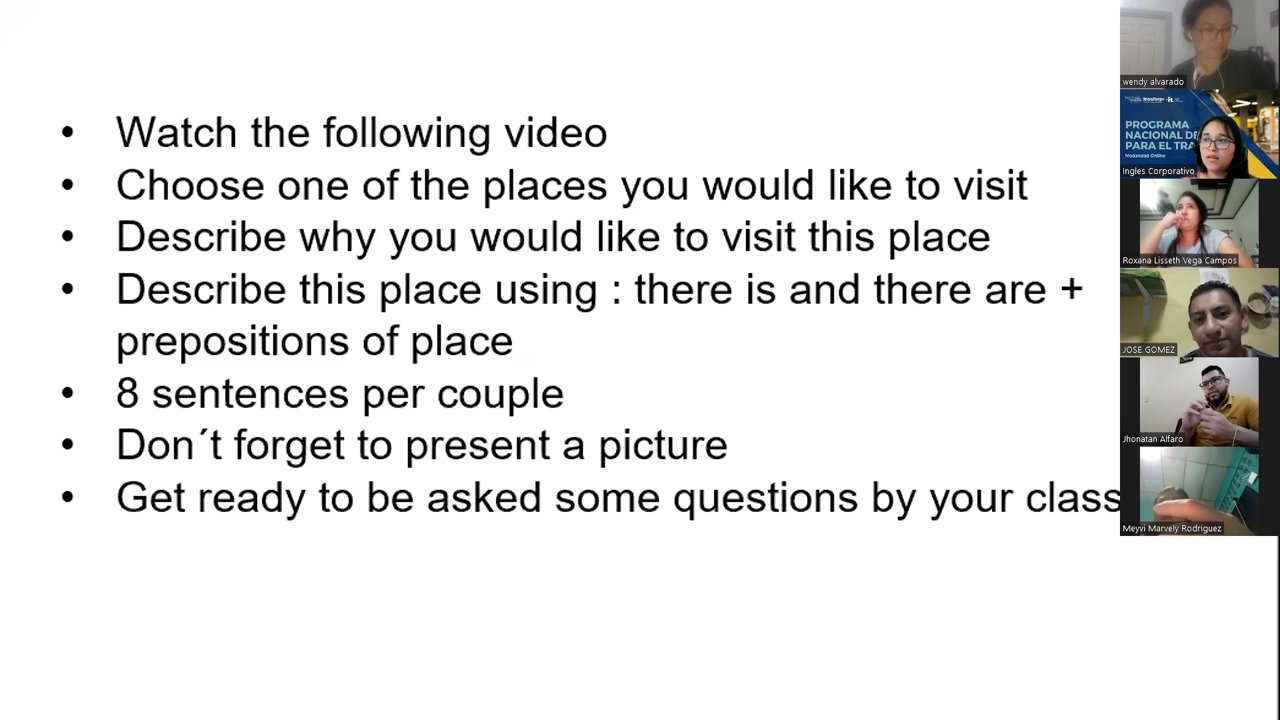 • Watch the following video
• Choose one of the places you would like to visit
• Describe why you would like to visit this place
• Describe this place using : there is and there are +
prepositions of place
• 8 sentences per couple
• Don´t forget to present a picture
• Get ready to be asked some questions by your class
wendy alvarado
PROGRAMA
NACIONAL DE
PARA EL TRA
Modalidad Online
Ingles Corporativo
Roxana Lisseth Vega Campos
JOSE GOMEZ
Jhonatan Alfaro
Meyvi Marvely Rodriguez